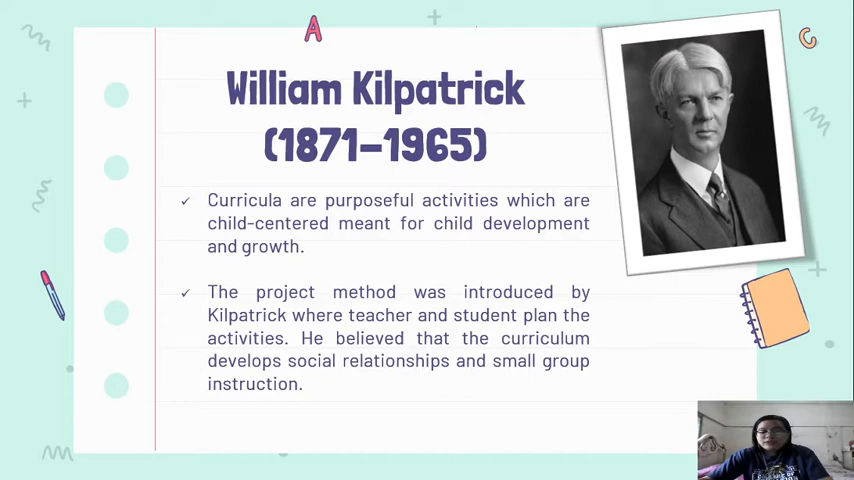 A
C
William Kilpatrick
(1871–1965)
✓ Curricula are purposeful activities which are
child-centered meant for child development
and growth.
✓ The project method was introduced by
Kilpatrick where teacher and student plan the
activities. He believed that the curriculum
develops social relationships and small group
instruction.